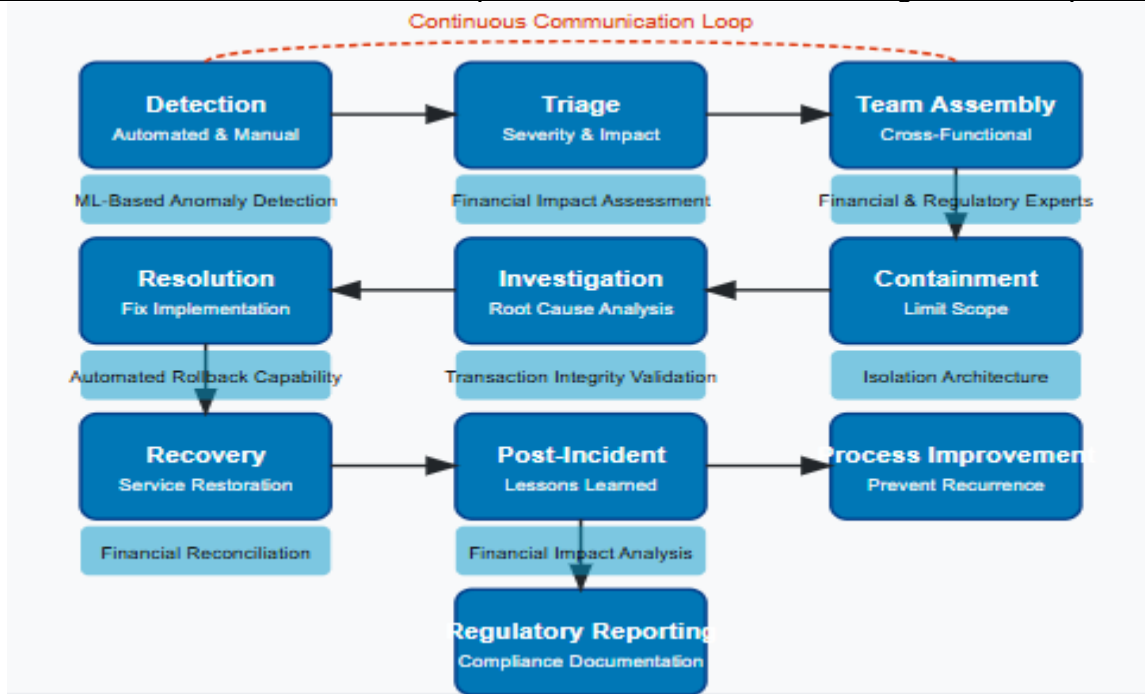 Continuous Communication Loop
Detection
Automated & Manual
Triage
Severity & Impact
Team Assembly
Cross-Functional
ML-Based Anomaly Detection
Financial Impact Assessment
Financial & Regulatory Experts
Resolution
Fix Implementation
Investigation
Root Cause Analysis
Containment
Limit Scope
Automated Rollback Capability
Transaction Integrity Validation
Isolation Architecture
Recovery
Service Restoration
Post-Incident
Lessons Learned
Process Improvement
Prevent Recurrence
Financial Reconciliation
Financial Impact Analysis
Regulatory Reporting
Compliance Documentation